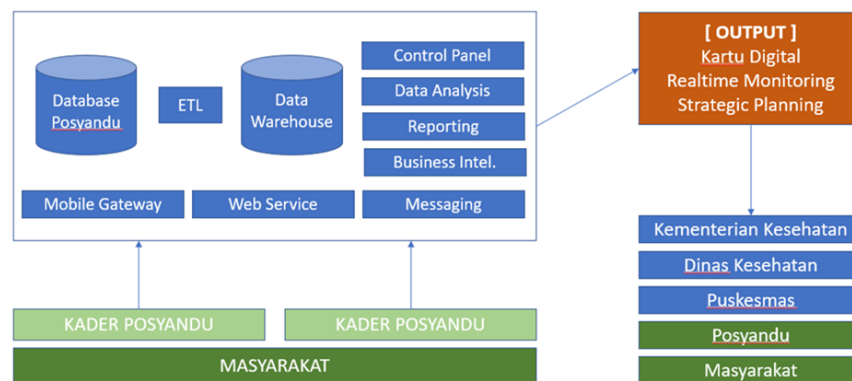 Database
Posyandu
ETL
Data
Warehouse
Control Panel
Data Analysis
Reporting
Business Intel.
Mobile Gateway
Web Service
Messaging
KADER POSYANDU
KADER POSYANDU
MASYARAKAT
[ OUTPUT ]
Kartu Digital
Realtime Monitoring
Strategic Planning
Kementerian Kesehatan
Dinas Kesehatan
Puskesmas
Posyandu
Masyarakat